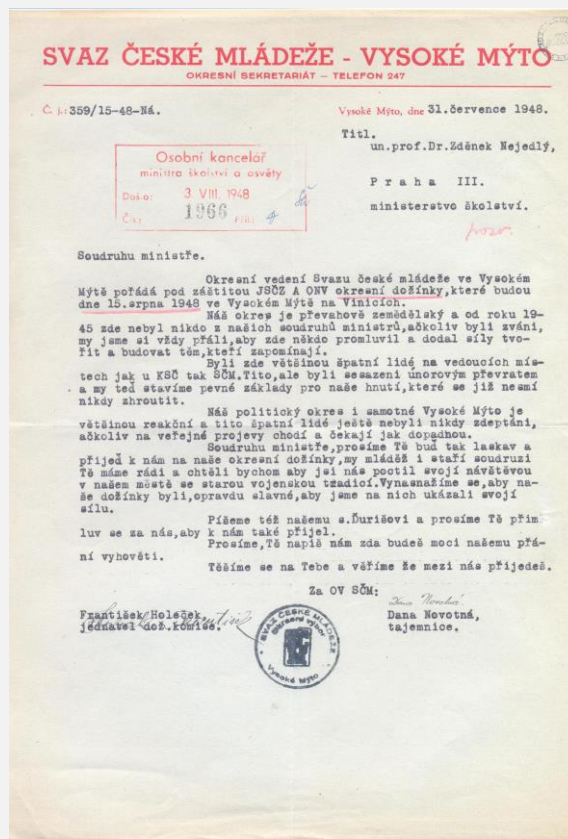 SVAZ ČESKÉ MLÁDEŽE - VYSOKÉ MÝTO
OKRESNÍ SEKRETARIÁT — TELEFON 247
Č. j.: 359/15-48-Ná.
Vysoké Mýto, dne 31.července 1948.
Titl.
un.prof.Dr.Zděnek Nejedlý,
P r a h a III.
ministerstvo školství.
Osobní kancelář
ministra školství a osvěty
Došlo: 3 VIII. 1948
Č.j.: 1966 Příl.:
Soudruhu ministře.
Okresní vedení Svazu české mládeže ve Vysokém
Mýtě pořádá pod záštitou JSČZ A ONV okresní dožínky,které budou
dne 15.srpna 1948 ve Vysokém Mýtě na Vinicích.
Náš okres je převahově zemědělský a od roku 19-
45 zde nebyl nikdo z našich soudruhů ministrů,ačkoliv byli zváni,
my jsme si vždy přáli,aby zde někdo promluvil a dodal síly tvo-
řit a budovat těm,kteří zapomínají.
Byli zde většinou špatní lidé na vedoucích mís-
tech jak u KSČ tak SČM.Tito,ale byli sesazeni únorovým převratem
a my teď stavíme pevné základy pro naše hnutí,které se již nesmí
nikdy zhroutit.
Náš politický okres i samotné Vysoké Mýto je
většinou reakční a tito špatní lidé ještě nebyli nikdy zdeptáni,
ačkoliv na veřejné projevy chodí a čekají jak dopadnou.
Soudruhu ministře,prosíme Tě buď tak laskav a
přijeď k nám na naše okresní dožínky,my mládež i staří soudruzi
Tě máme rádi a chtěli bychom aby jsi nás poctil svojí návštěvou
v našem městě se starou vojenskou tradicí.Vynasnažíme se,aby na-
še dožínky byli,opravdu slavné,aby jsme na nich ukázali svojí
sílu.
Píšeme též našemu s.Ďurišovi a prosíme Tě přim
luv se za nás,aby k nám také přijel.
Prosíme,Tě napiš nám zda budeš moci našemu přá-
ní vyhověti.
Těšíme se na Tebe a věříme že mezi nás přijedeš.
Za OV SČM:
František Holeček,
jednatel dož.komise.
Dana Novotná
Dana Novotná,
tajemnice.
SVAZ ČESKÉ MLÁDEŽE
Okresní výbor
Vysoké Mýto